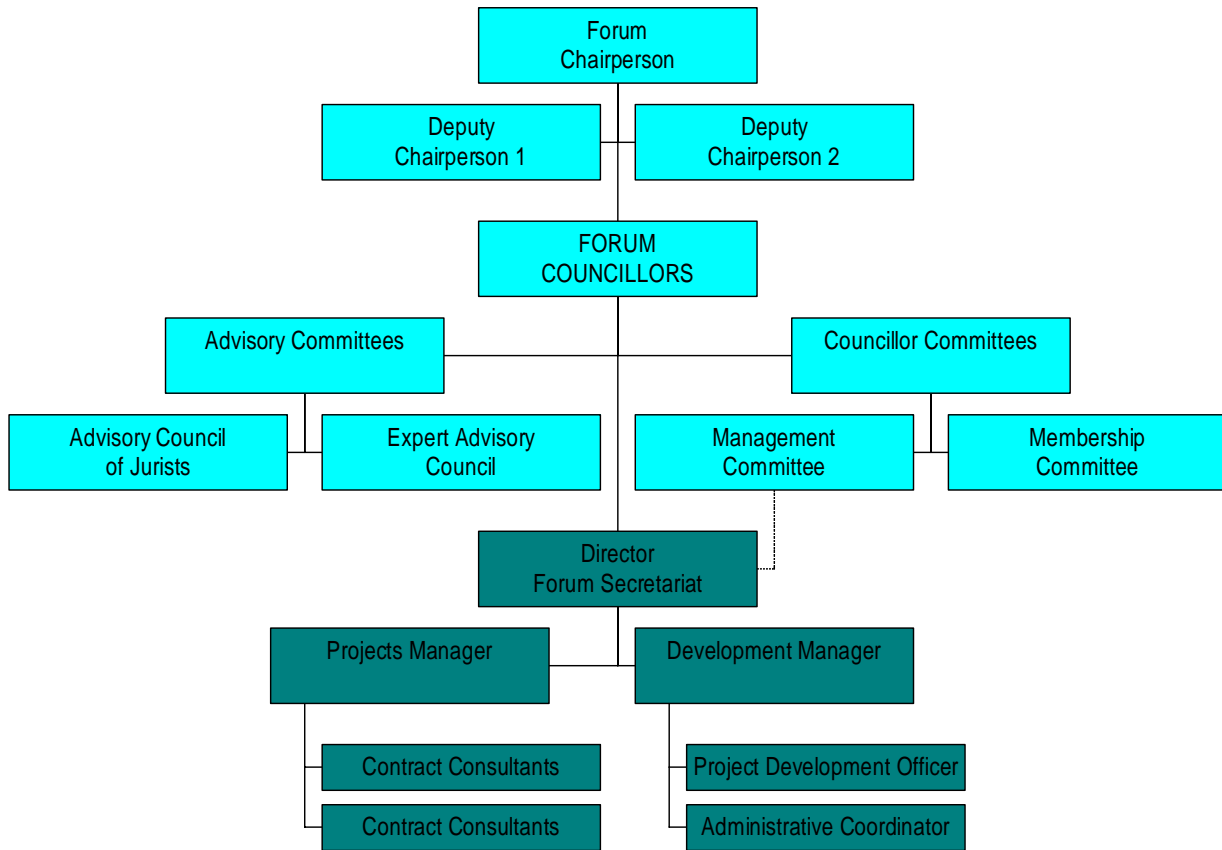 Forum
Chairperson
Deputy
Chairperson 1
Deputy
Chairperson 2
FORUM
COUNCILLORS
Advisory Committees
Councillor Committees
Advisory Council
of Jurists
Expert Advisory
Council
Management
Committee
Membership
Committee
Director
Forum Secretariat
Projects Manager
Development Manager
Contract Consultants
Project Development Officer
Contract Consultants
Administrative Coordinator